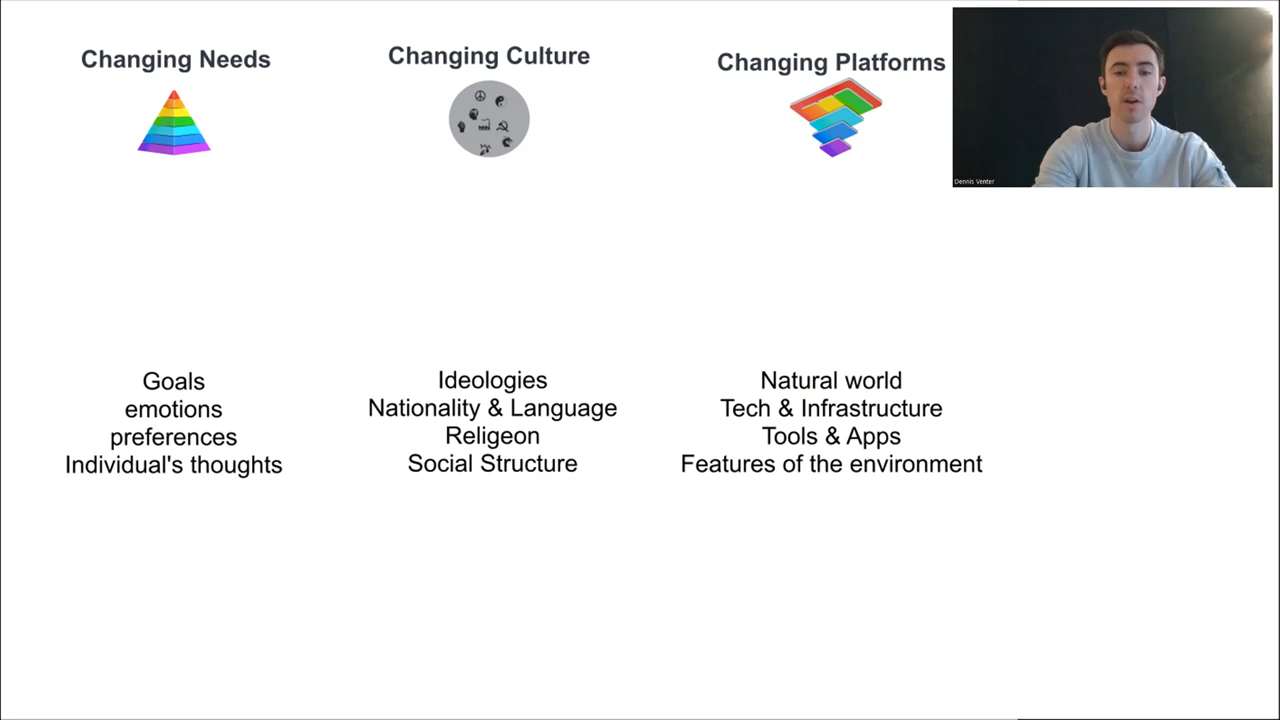 Changing Needs
Changing Culture
Changing Platforms
Dennis Venter
Goals
emotions
preferences
Individual's thoughts
Ideologies
Nationality & Language
Religeon
Social Structure
Natural world
Tech & Infrastructure
Tools & Apps
Features of the environment